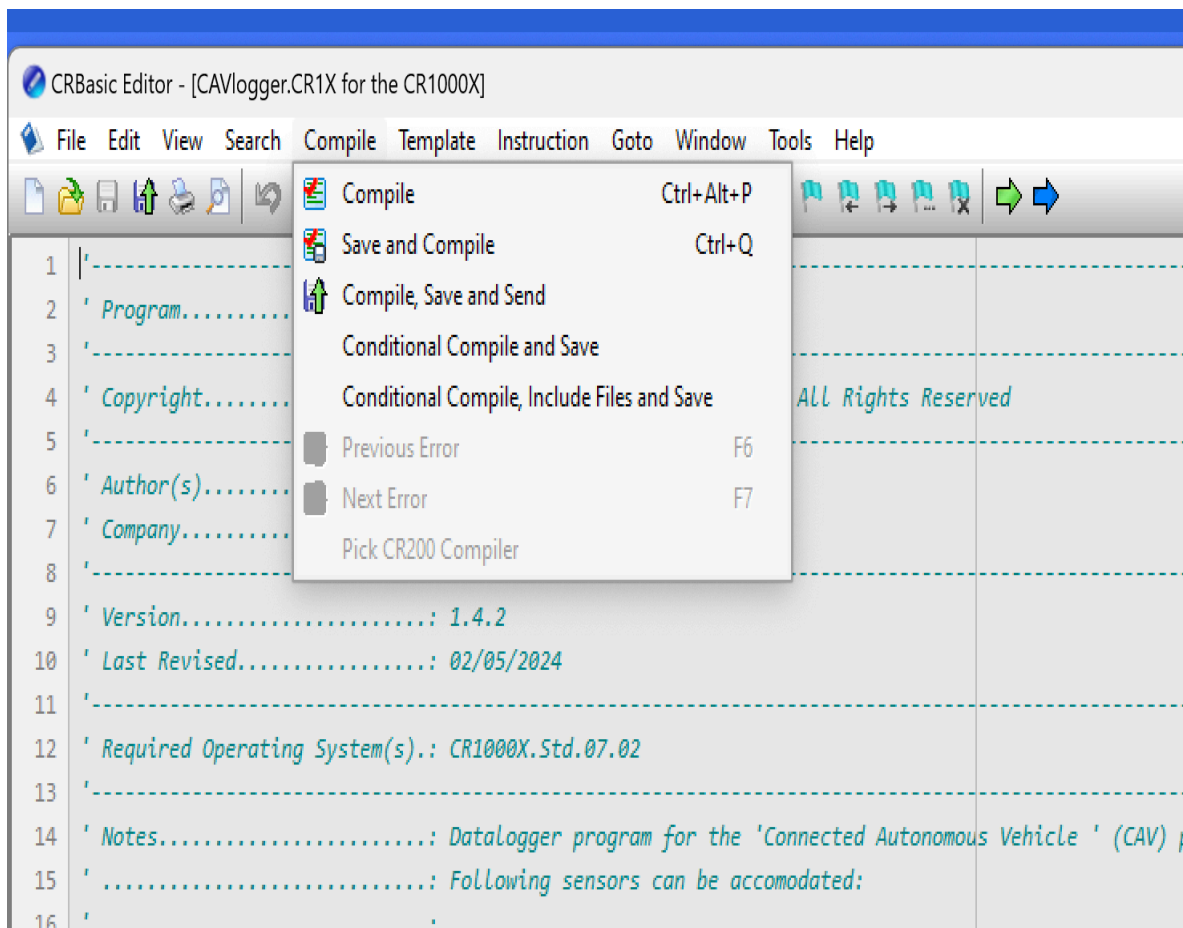 CRBasic Editor - [CAVlogger.CR1X for the CR1000X]
File Edit View Search Compile Template Instruction Goto Window Tools Help
Compile Ctrl+Alt+P
Save and Compile Ctrl+Q
Compile, Save and Send
Conditional Compile and Save
Conditional Compile, Include Files and Save
Previous Error F6
Next Error F7
Pick CR200 Compiler
1 '------------------
2 ' Program..........
3 '------------------
4 ' Copyright........ All Rights Reserved
5 '------------------
6 ' Author(s)........
7 ' Company..........
8 '------------------
9 ' Version......................: 1.4.2
10 ' Last Revised.................: 02/05/2024
11 '------------------
12 ' Required Operating System(s).: CR1000X.Std.07.02
13 '------------------
14 ' Notes........................: Datalogger program for the 'Connected Autonomous Vehicle ' (CAV)
15 ' .............................: Following sensors can be accomodated:
16 '